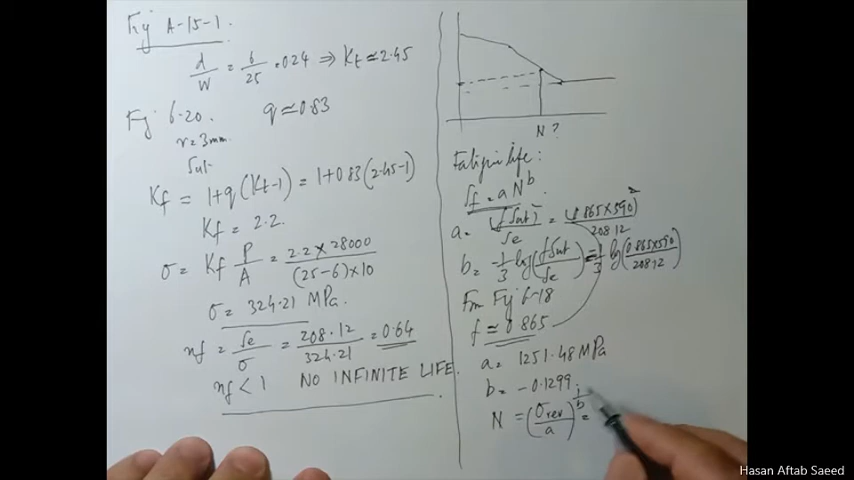 Fig A-15-1.
d/W = 6/25 = 0.24 ⇒ Kt ≃ 2.45
Fig 6-20. q ≃ 0.83
r = 3mm.
Sut
Kf = 1+q(Kt-1) = 1+0.83(2.45-1)
Kf = 2.2.
σ = Kf P/A = 2.2 × 28000/(25-6)×10
σ = 324.21 MPa.
nf = Se/σ = 208.12/324.21 = 0.64
nf < 1 NO INFINITE LIFE.
N?
Fatigue life:
Sf = aN^b.
a = (f Sut)²/Se = (0.865×590)²/208.12
b = -1/3 log(f Sut/Se) = -1/3 log(0.865×590/208.12)
Fm Fig 6-18
f ≃ 0.865
a = 1251.48 MPa
b = -0.1299.
N = (σrev/a)^1/b =
Hasan Aftab Saeed